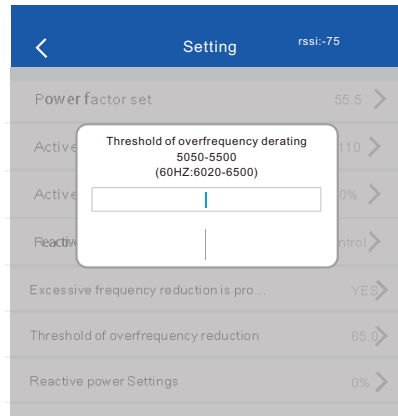 Setting
rssi:-75
Power factor set 55.5
Active 110
Threshold of overfrequency derating
5050-5500
(60HZ:6020-6500)
Active 0%
Reactive ntrol
Excessive frequency reduction is pro... YES
Threshold of overfrequency reduction 65.0
Reactive power Settings 0%